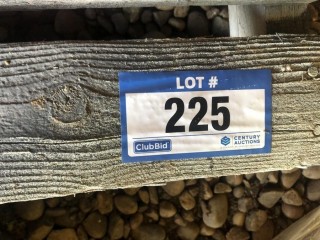 LOT #
225
ClubBid
CENTURY
AUCTIONS